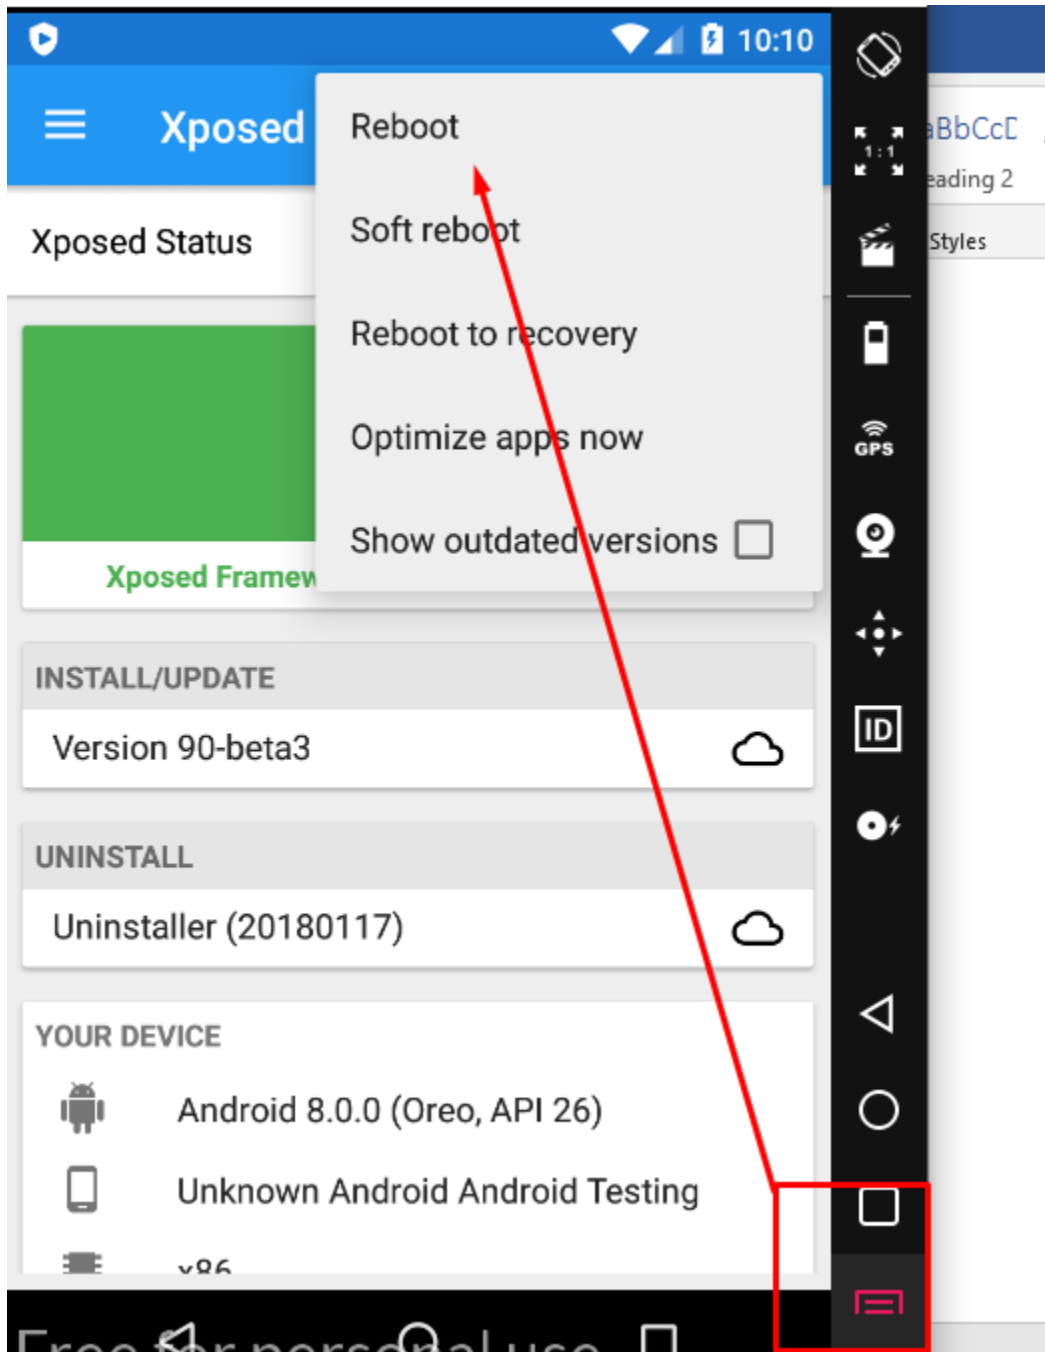 10:10
Xposed
Reboot
Soft reboot
Reboot to recovery
Optimize apps now
Show outdated versions
Xposed Status
Xposed Framew
INSTALL/UPDATE
Version 90-beta3
UNINSTALL
Uninstaller (20180117)
YOUR DEVICE
Android 8.0.0 (Oreo, API 26)
Unknown Android Android Testing
x86
Free for personal use
1:1
GPS
ID
aBbCcD
eading 2
Styles